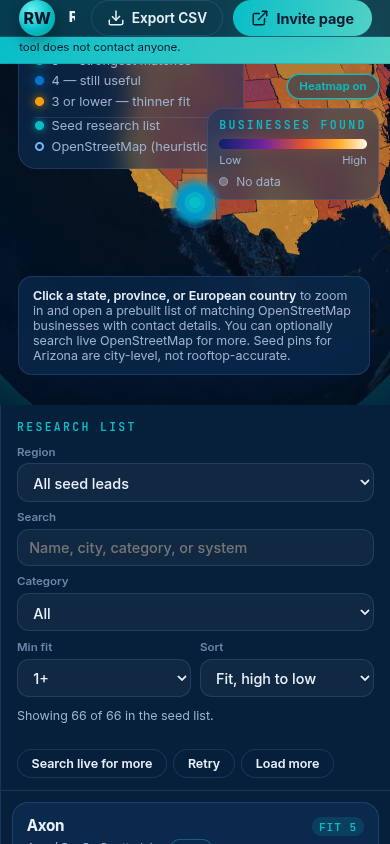 RW
Export CSV
Invite page
tool does not contact anyone.
4 — still useful
3 or lower — thinner fit
Seed research list
OpenStreetMap (heuristic
Heatmap on
BUSINESSES FOUND
Low
High
No data
Click a state, province, or European country to zoom
in and open a prebuilt list of matching OpenStreetMap
businesses with contact details. You can optionally
search live OpenStreetMap for more. Seed pins for
Arizona are city-level, not rooftop-accurate.
RESEARCH LIST
Region
All seed leads
Search
Name, city, category, or system
Category
All
Min fit
Sort
1+
Fit, high to low
Showing 66 of 66 in the seed list.
Search live for more
Retry
Load more
Axon
FIT 5